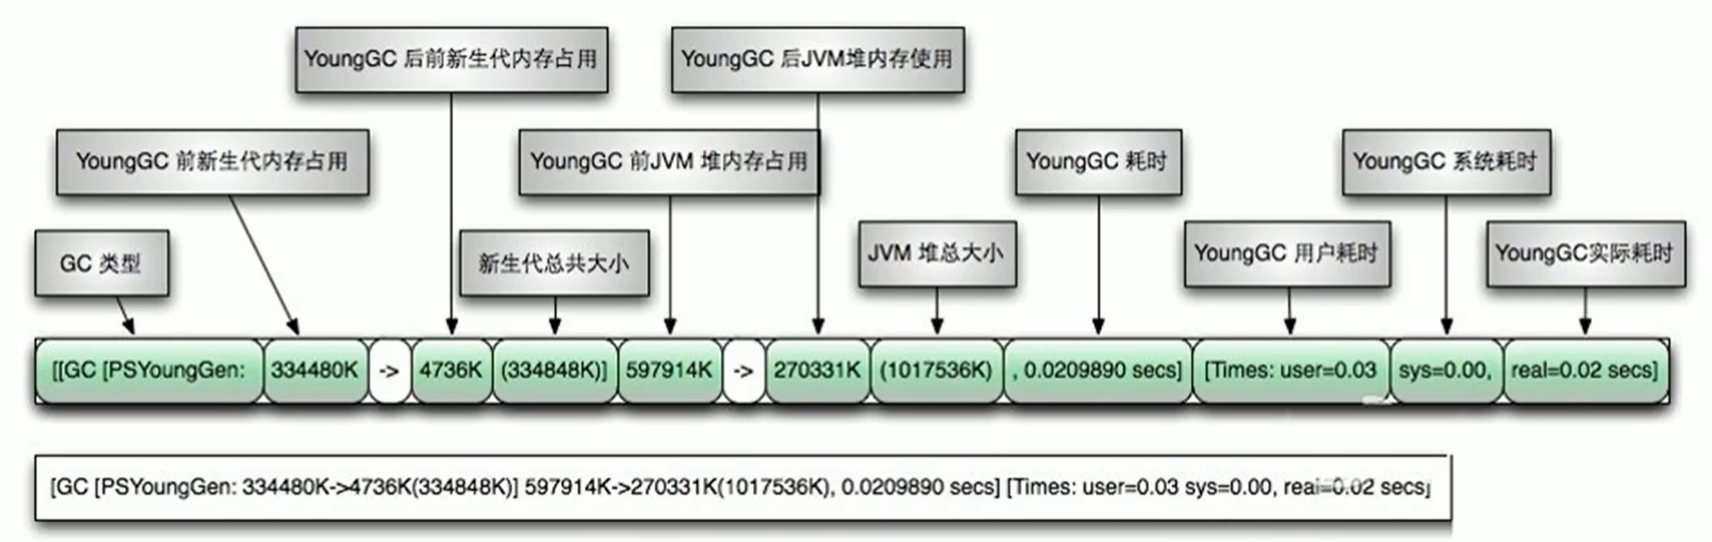 YoungGC 后前新生代内存占用
YoungGC 后JVM堆内存使用
YoungGC 前新生代内存占用
YoungGC 前JVM 堆内存占用
YoungGC 耗时
YoungGC 系统耗时
GC 类型
新生代总共大小
JVM 堆总大小
YoungGC 用户耗时
YoungGC实际耗时
[[GC [PSYoungGen: 334480K -> 4736K (334848K)] 597914K -> 270331K (1017536K) , 0.0209890 secs] [Times: user=0.03 sys=0.00, real=0.02 secs]
[GC [PSYoungGen: 334480K->4736K(334848K)] 597914K->270331K(1017536K), 0.0209890 secs] [Times: user=0.03 sys=0.00, real=0.02 secs]